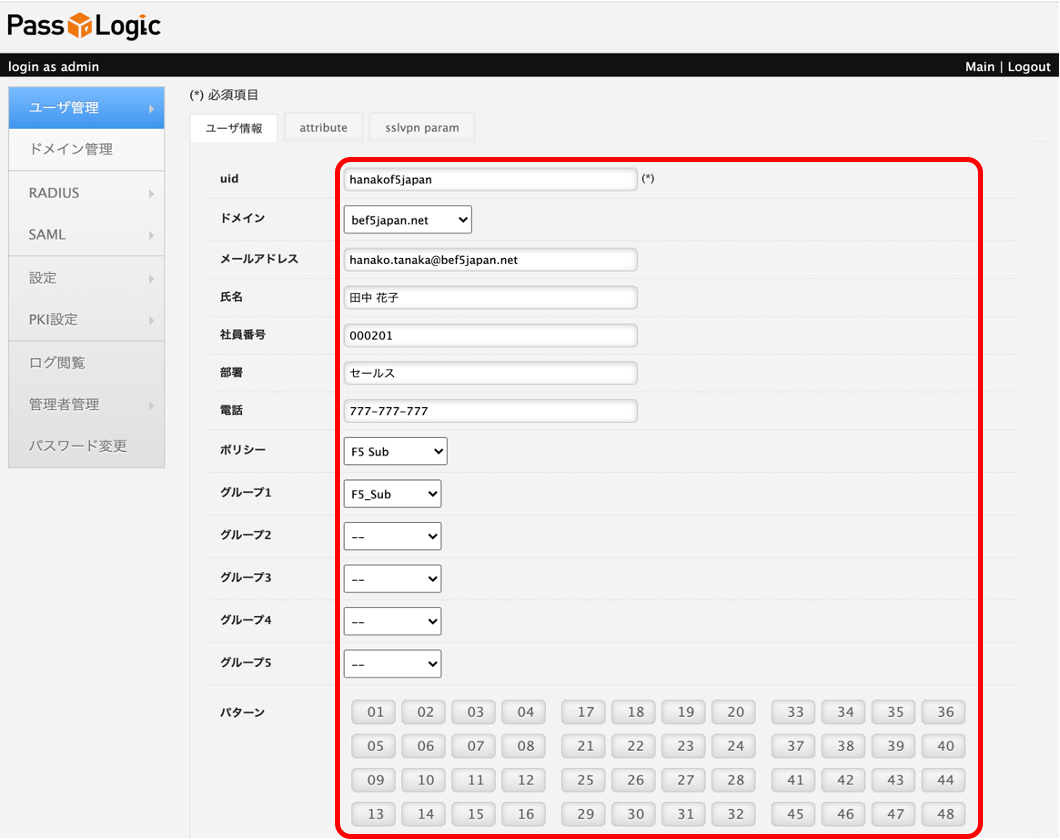 PassLogic
login as admin Main | Logout
ユーザ管理
ドメイン管理
RADIUS
SAML
設定
PKI設定
ログ閲覧
管理者管理
パスワード変更
(*) 必須項目
ユーザ情報 attribute sslvpn param
uid hanakof5japan (*)
ドメイン bef5japan.net
メールアドレス hanako.tanaka@bef5japan.net
氏名 田中 花子
社員番号 000201
部署 セールス
電話 777-777-777
ポリシー F5 Sub
グループ1 F5_Sub
グループ2 --
グループ3 --
グループ4 --
グループ5 --
パターン 01 02 03 04 17 18 19 20 33 34 35 36
05 06 07 08 21 22 23 24 37 38 39 40
09 10 11 12 25 26 27 28 41 42 43 44
13 14 15 16 29 30 31 32 45 46 47 48